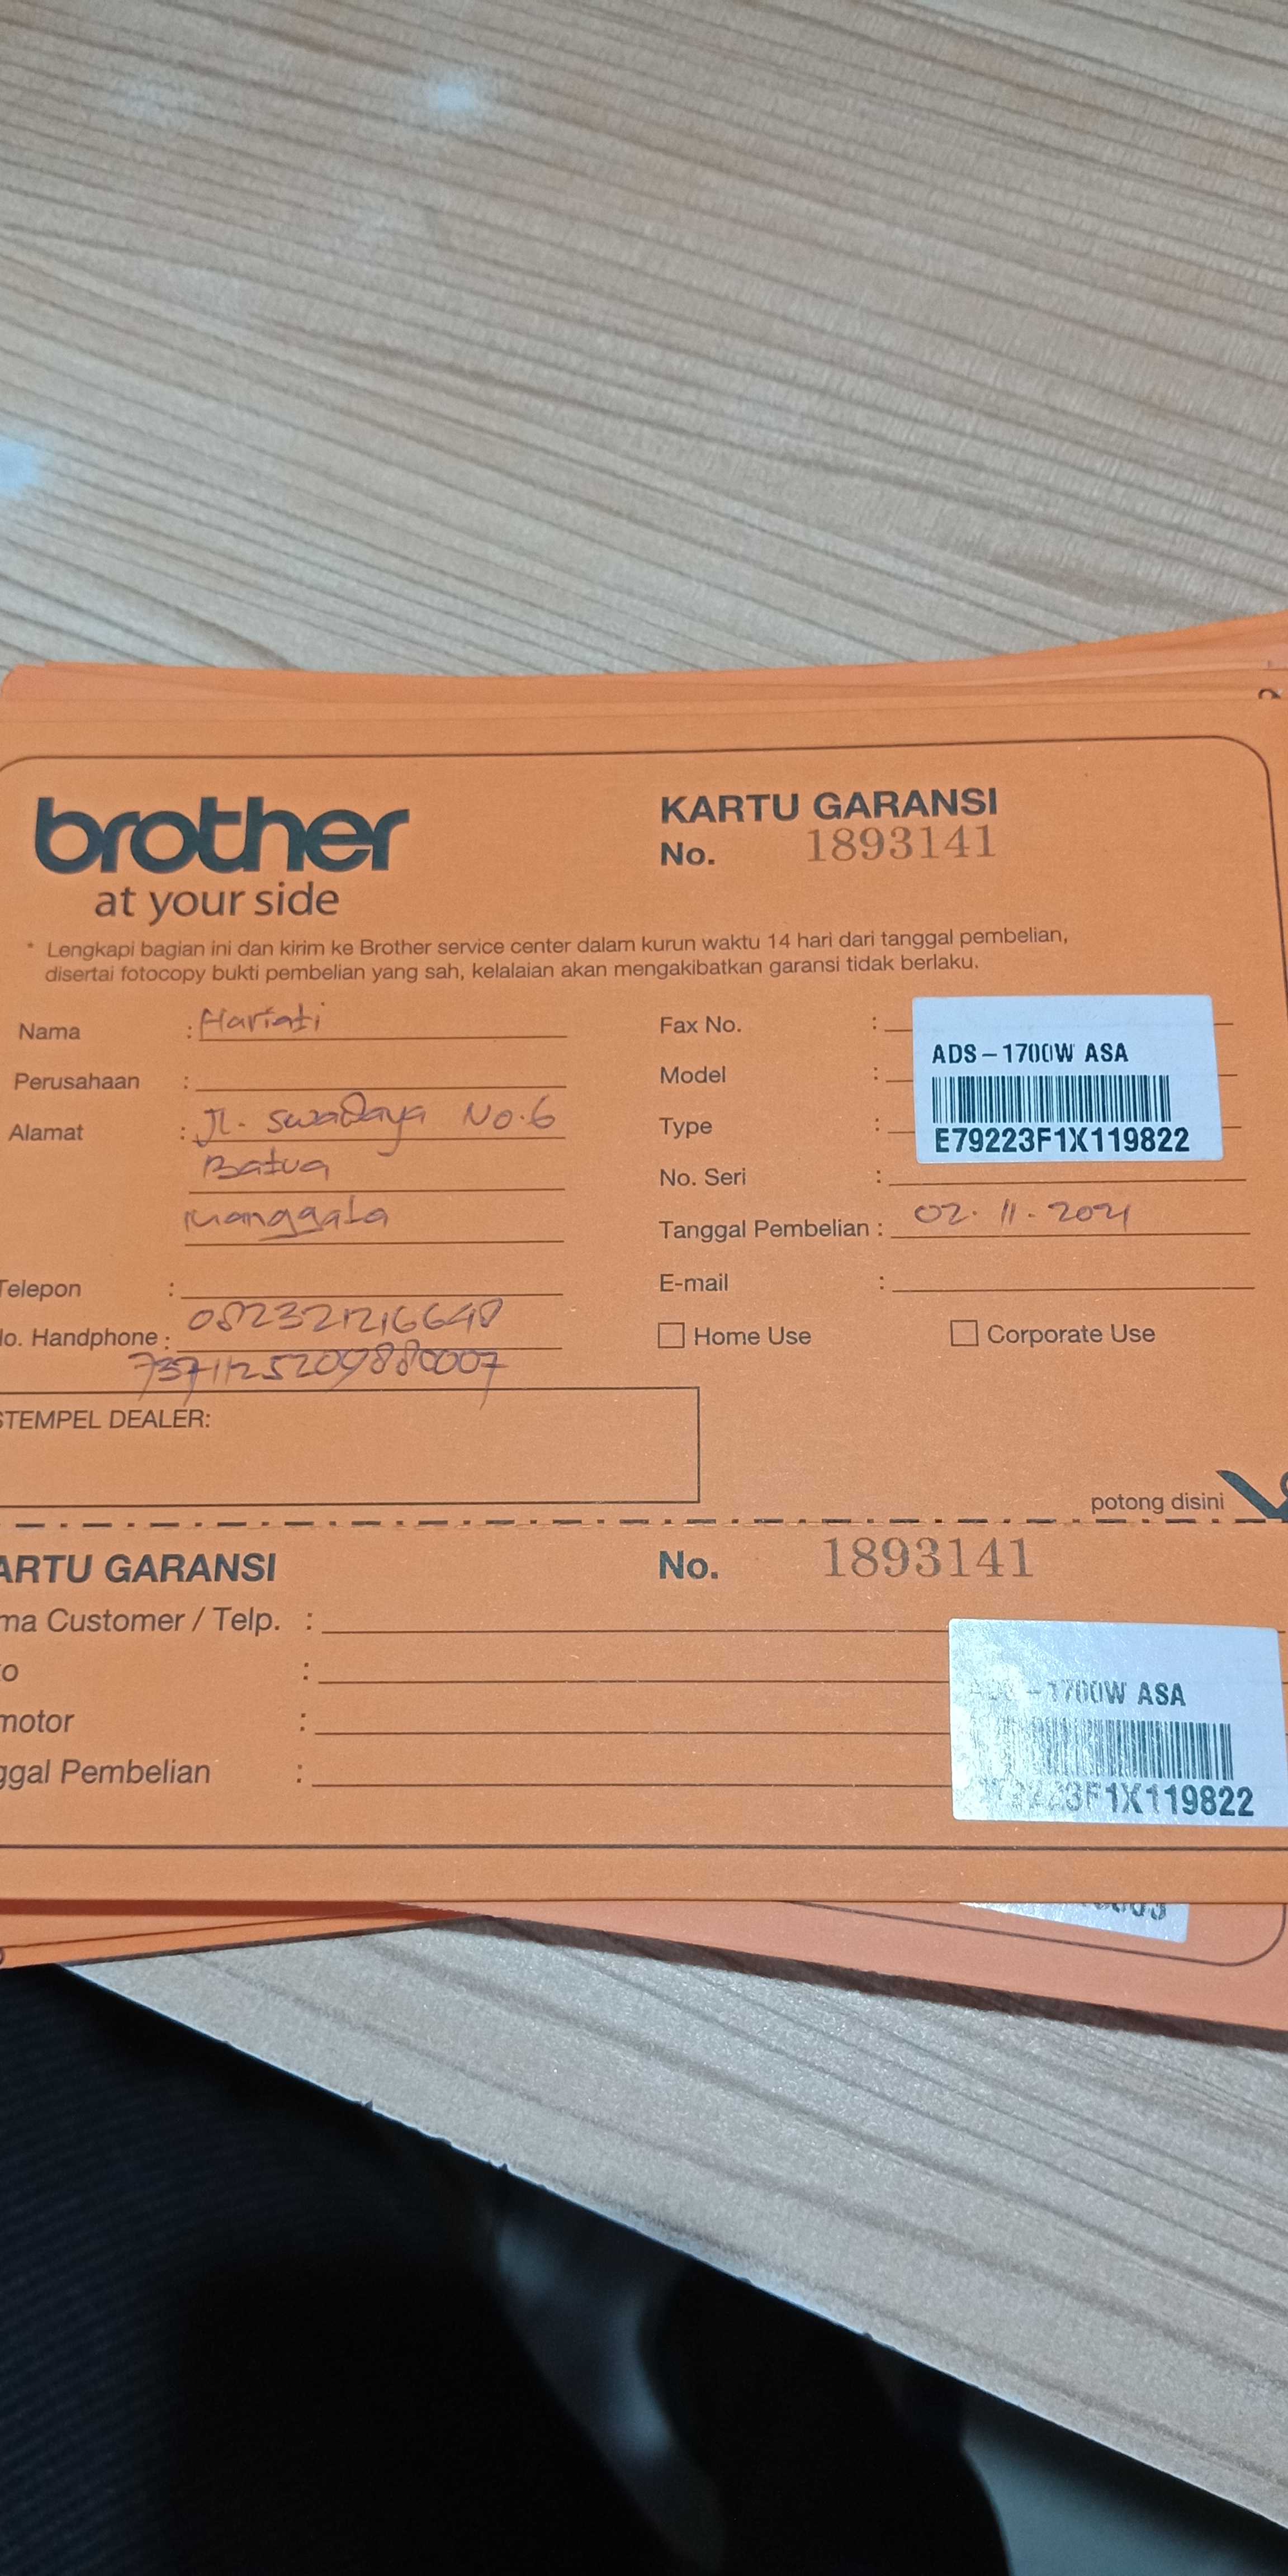 brother
at your side
KARTU GARANSI
No. 1893141
* Lengkapi bagian ini dan kirim ke Brother service center dalam kurun waktu 14 hari dari tanggal pembelian,
disertai fotocopy bukti pembelian yang sah, kelalaian akan mengakibatkan garansi tidak berlaku.
Nama : Hariati
Perusahaan :
Alamat : Jl. Swadaya No.6
Batua
Manggala
Telepon :
No. Handphone : 
Fax No. :
Model :
Type :
ADS-1700W ASA
E79223F1X119822
No. Seri :
Tanggal Pembelian : 02.11.2021
E-mail :
Home Use
Corporate Use
STEMPEL DEALER:
potong disini
ARTU GARANSI
No. 1893141
ma Customer / Telp. :
o :
motor :
ggal Pembelian :
1700W ASA
3F1X119822